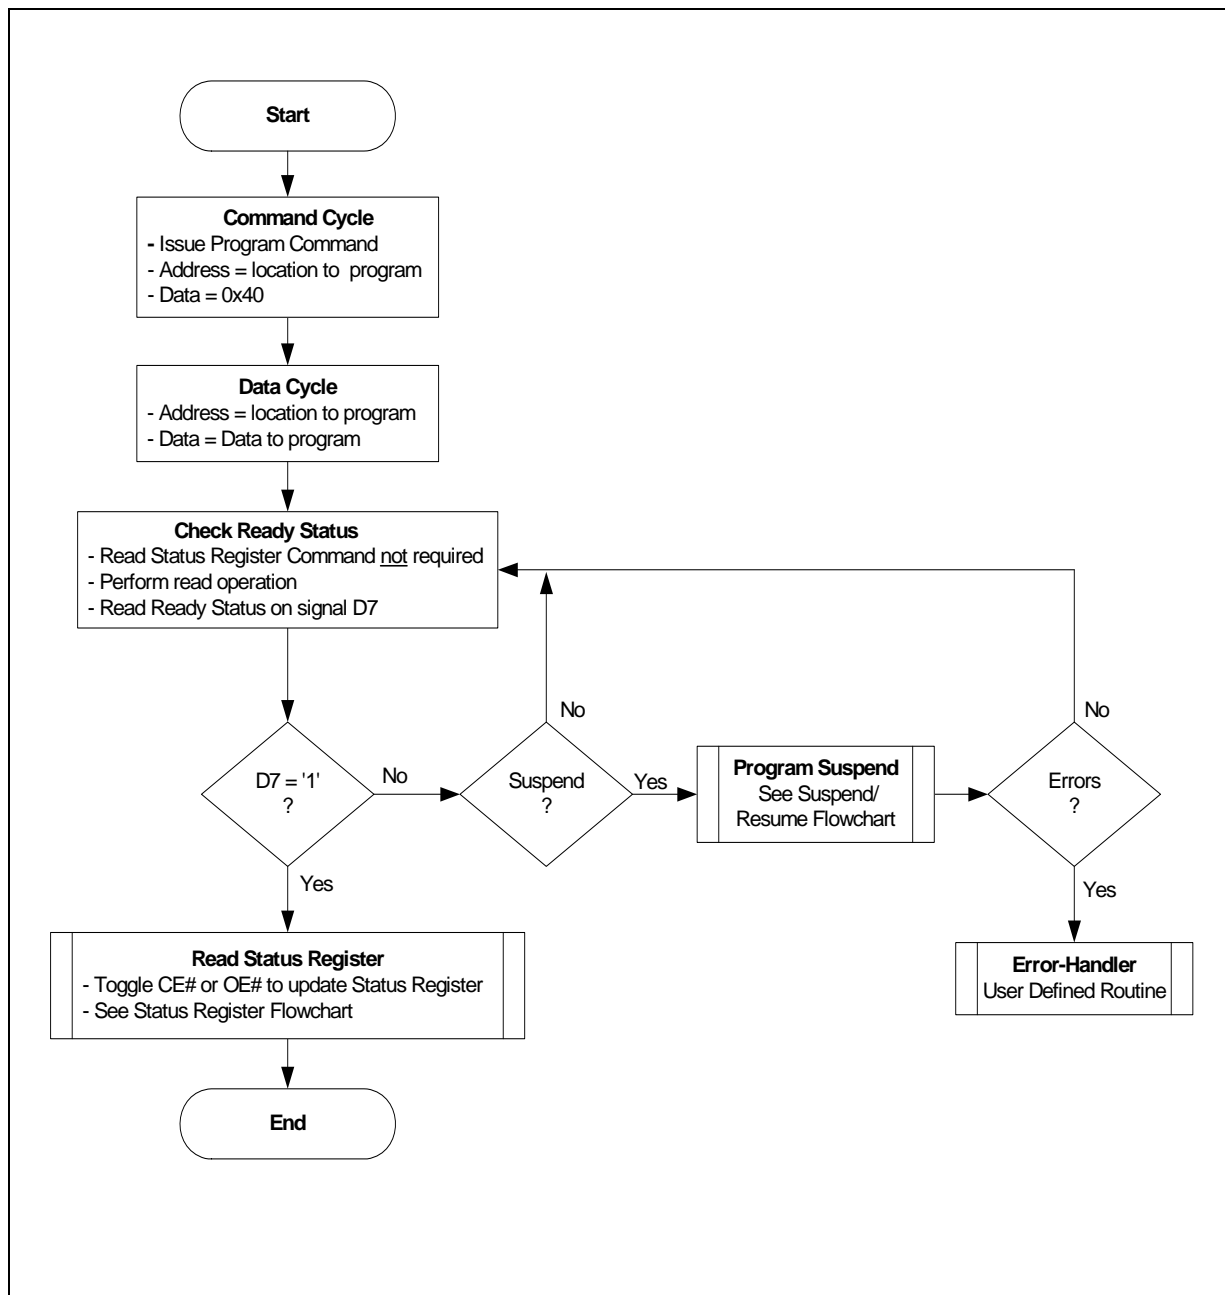 Start
Command Cycle
- Issue Program Command
- Address = location to program
- Data = 0x40
Data Cycle
- Address = location to program
- Data = Data to program
Check Ready Status
- Read Status Register Command not required
- Perform read operation
- Read Ready Status on signal D7
D7 = '1'
?
No
Suspend
?
No
Yes
Program Suspend
See Suspend/
Resume Flowchart
Errors
?
No
Yes
Error-Handler
User Defined Routine
Yes
Read Status Register
- Toggle CE# or OE# to update Status Register
- See Status Register Flowchart
End